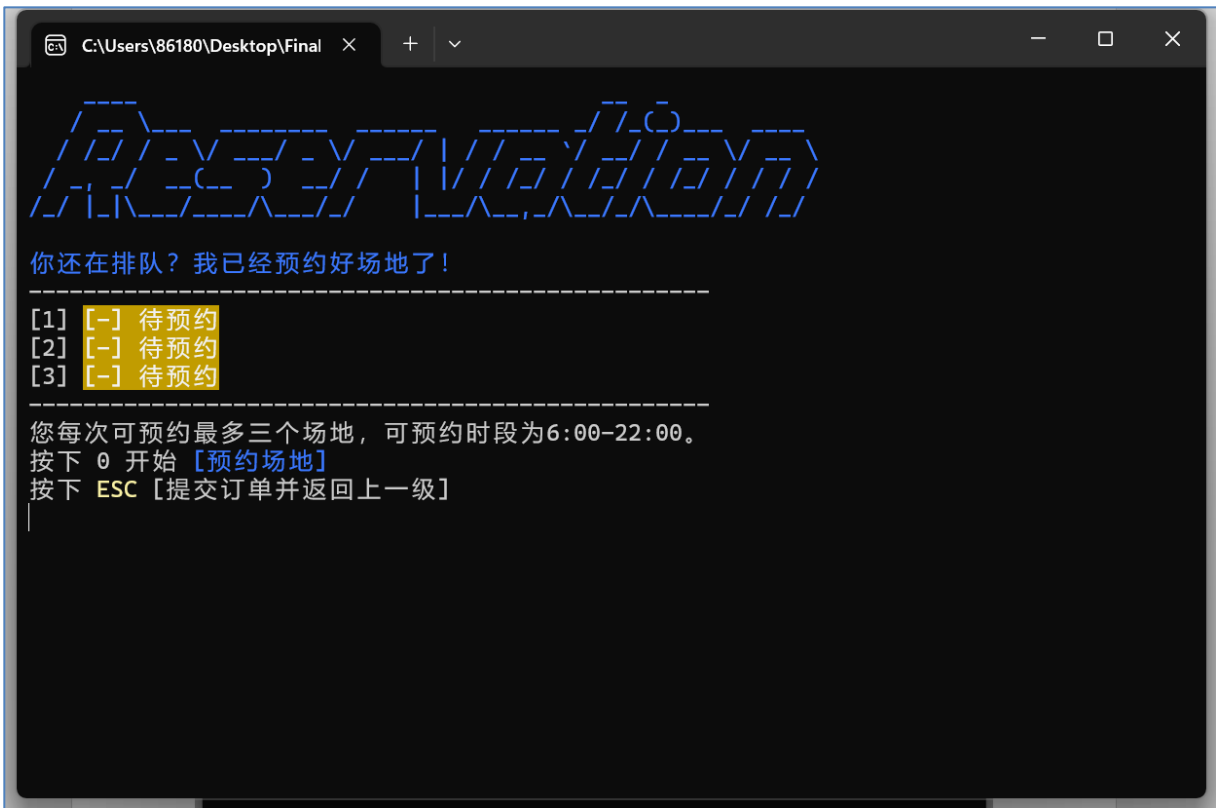 C:\Users\86180\Desktop\Final
Reservation
你还在排队？我已经预约好场地了！
--------------------------------------------------
[1] [-] 待预约
[2] [-] 待预约
[3] [-] 待预约
--------------------------------------------------
您每次可预约最多三个场地，可预约时段为6:00-22:00。
按下 0 开始 [预约场地]
按下 ESC [提交订单并返回上一级]